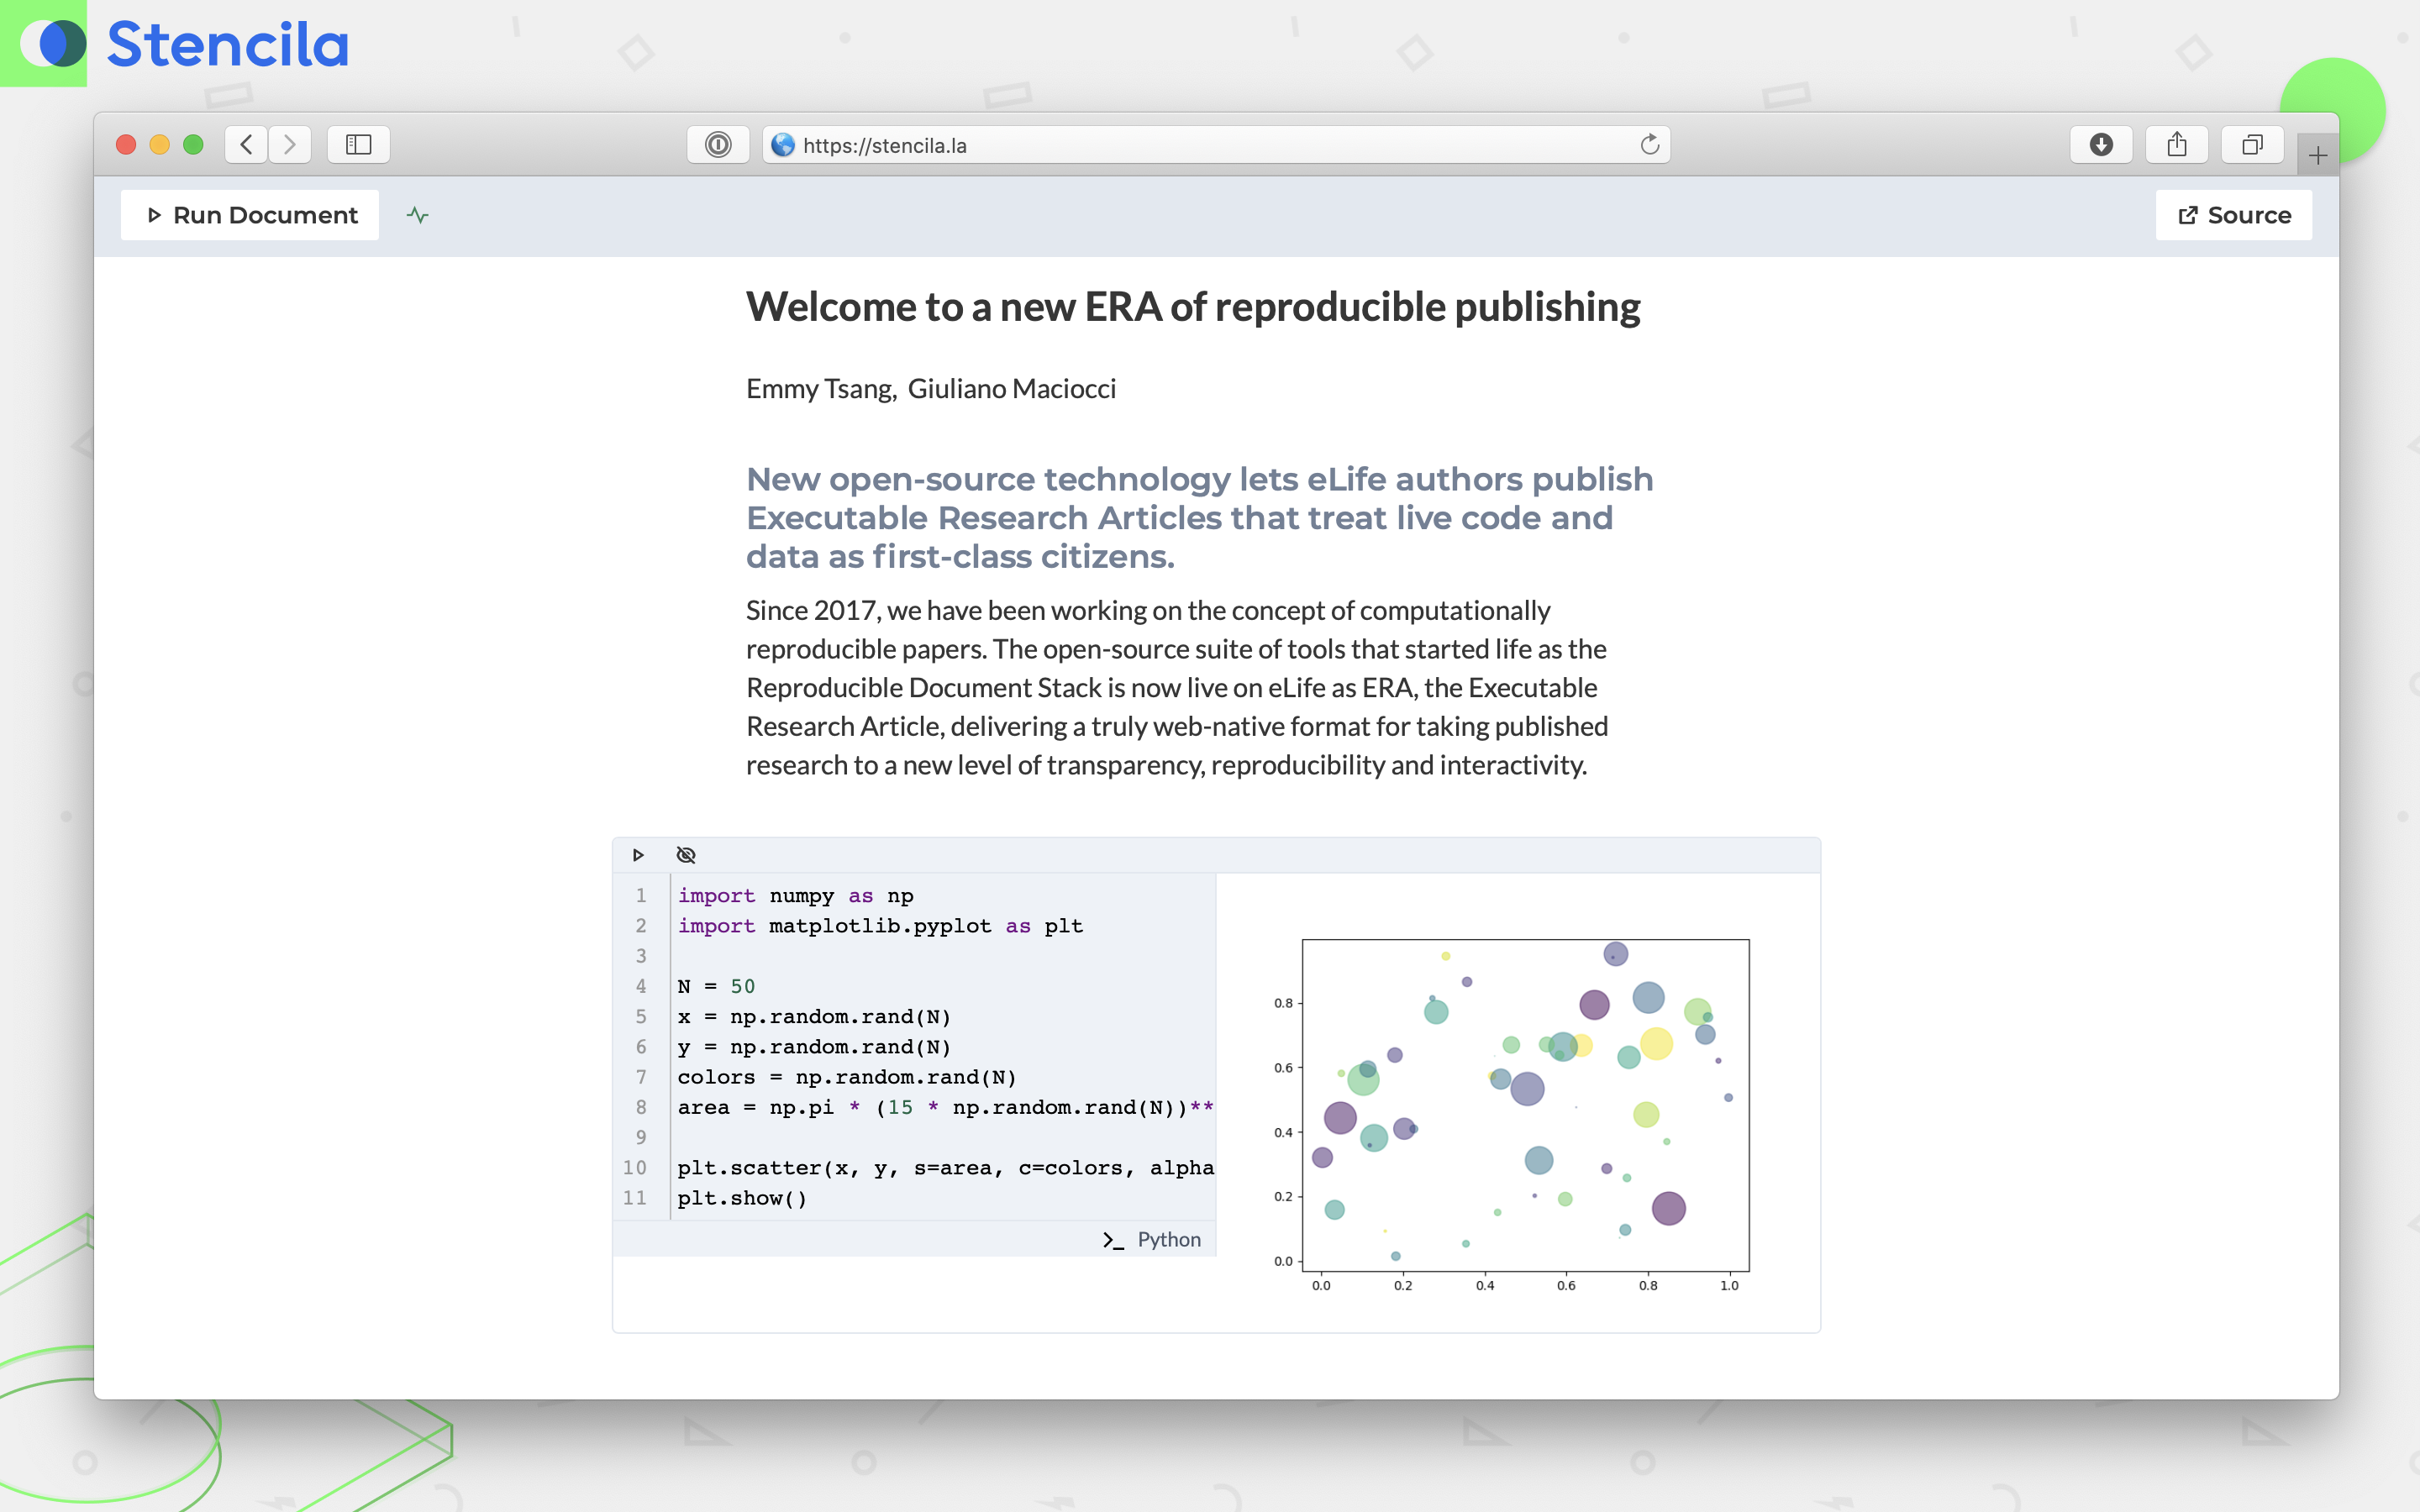 Stencila
https://stencila.la
Run Document
Source
Welcome to a new ERA of reproducible publishing
Emmy Tsang, Giuliano Maciocci
New open-source technology lets eLife authors publish
Executable Research Articles that treat live code and
data as first-class citizens.
Since 2017, we have been working on the concept of computationally
reproducible papers. The open-source suite of tools that started life as the
Reproducible Document Stack is now live on eLife as ERA, the Executable
Research Article, delivering a truly web-native format for taking published
research to a new level of transparency, reproducibility and interactivity.
1 import numpy as np
2 import matplotlib.pyplot as plt
3
4 N = 50
5 x = np.random.rand(N)
6 y = np.random.rand(N)
7 colors = np.random.rand(N)
8 area = np.pi * (15 * np.random.rand(N))**
9
10 plt.scatter(x, y, s=area, c=colors, alpha
11 plt.show()
>_ Python
0.8
0.6
0.4
0.2
0.0
0.0 0.2 0.4 0.6 0.8 1.0